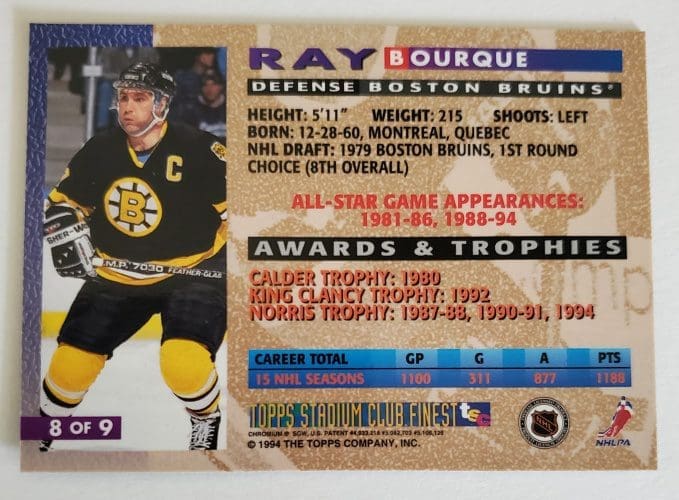 RAY BOURQUE
DEFENSE BOSTON BRUINS®
HEIGHT: 5'11" WEIGHT: 215 SHOOTS: LEFT
BORN: 12-28-60, MONTREAL, QUEBEC
NHL DRAFT: 1979 BOSTON BRUINS, 1ST ROUND
CHOICE (8TH OVERALL)
ALL-STAR GAME APPEARANCES:
1981-86, 1988-94
AWARDS & TROPHIES
CALDER TROPHY: 1980
KING CLANCY TROPHY: 1992
NORRIS TROPHY: 1987-88, 1990-91, 1994
CAREER TOTAL GP G A PTS
15 NHL SEASONS 1100 311 877 1188
TOPPS STADIUM CLUB FINEST tsc
CHROMIUM ® SCW, U.S. PATENT
© 1994 THE TOPPS COMPANY, INC.
NHL
NHLPA
8 OF 9
C
B
SHER-W
M.P. 7030 FEATHER-GLAS